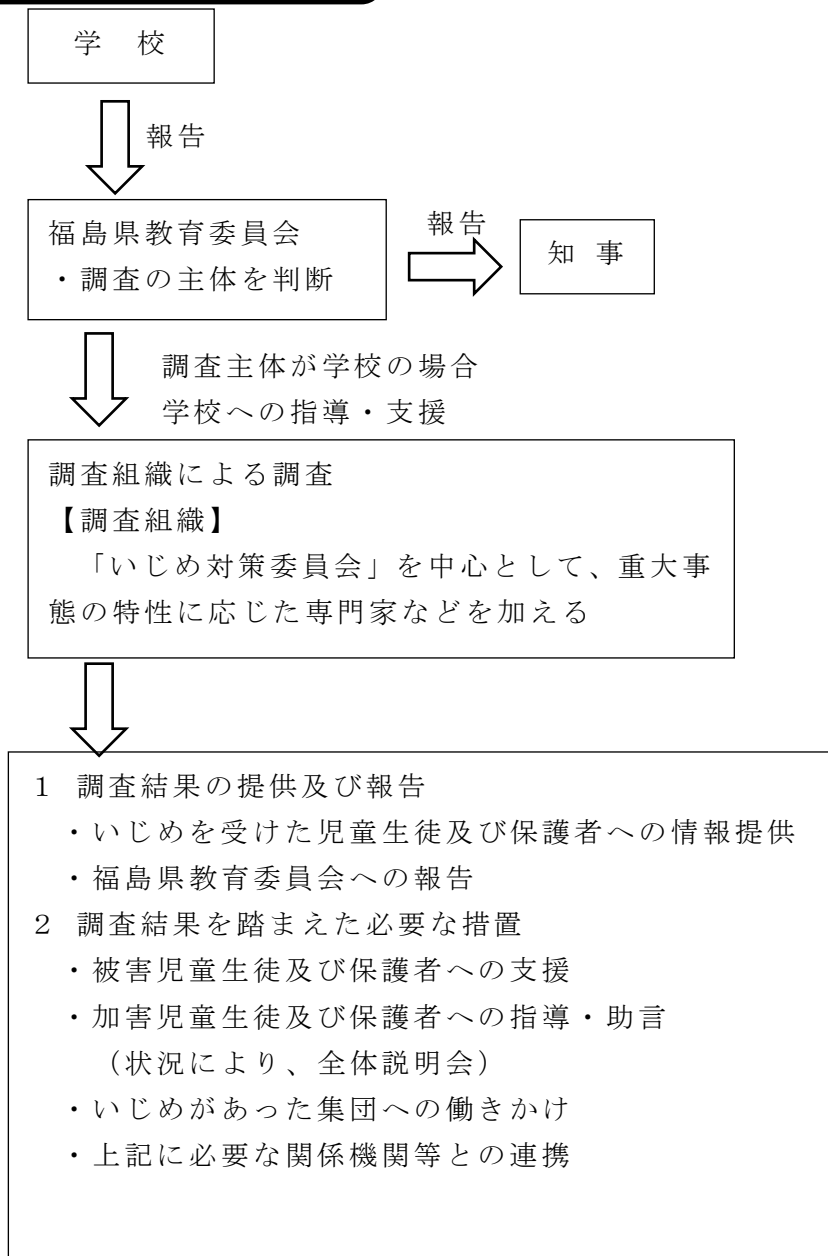 学 校
報告
福島県教育委員会
・調査の主体を判断
報告
知 事
調査主体が学校の場合
学校への指導・支援
調査組織による調査
【調査組織】
「いじめ対策委員会」を中心として、重大事
態の特性に応じた専門家などを加える
1 調査結果の提供及び報告
・いじめを受けた児童生徒及び保護者への情報提供
・福島県教育委員会への報告
2 調査結果を踏まえた必要な措置
・被害児童生徒及び保護者への支援
・加害児童生徒及び保護者への指導・助言
（状況により、全体説明会）
・いじめがあった集団への働きかけ
・上記に必要な関係機関等との連携